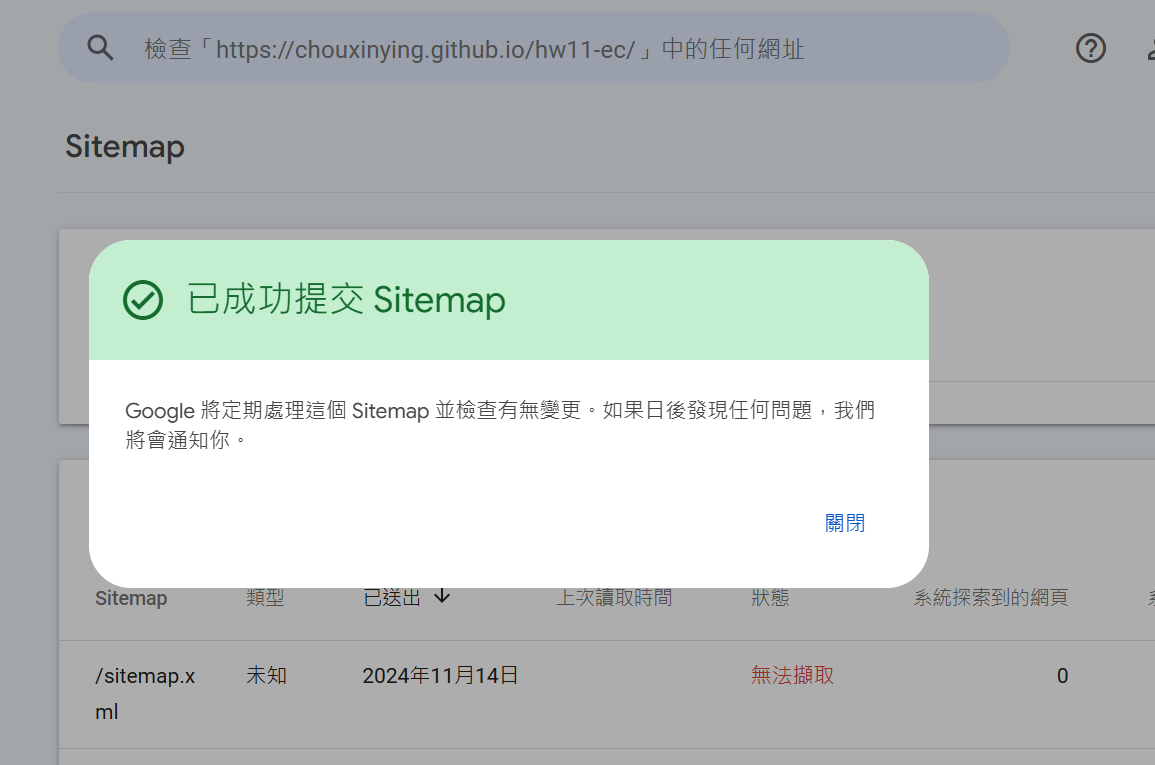 檢查「https://chouxinying.github.io/hw11-ec/」中的任何網址
Sitemap
已成功提交 Sitemap
Google 將定期處理這個 Sitemap 並檢查有無變更。如果日後發現任何問題，我們
將會通知你。
關閉
Sitemap 類型 已送出 上次讀取時間 狀態 系統探索到的網頁
/sitemap.x 未知 2024年11月14日 無法擷取 0
ml